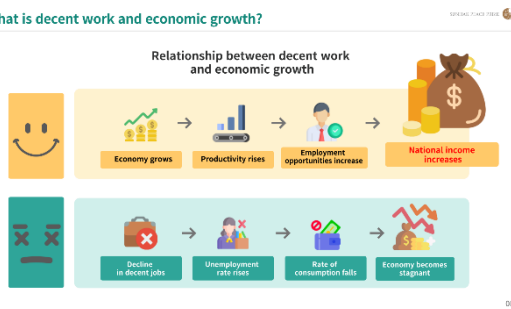 hat is decent work and economic growth?
Relationship between decent work
and economic growth
Economy grows
Productivity rises
Employment
opportunities increase
National income
increases
Decline
in decent jobs
Unemployment
rate rises
Rate of
consumption falls
Economy becomes
stagnant